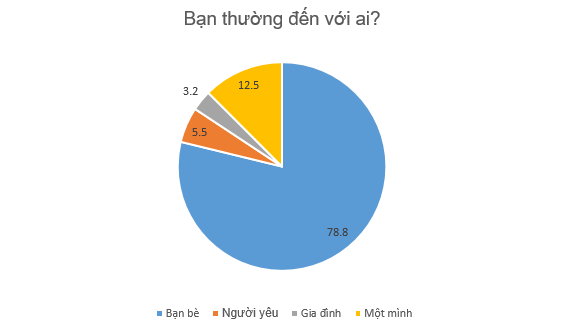 Bạn thường đến với ai?
3.2
12.5
5.5
78.8
Bạn bè
Người yêu
Gia đình
Một mình